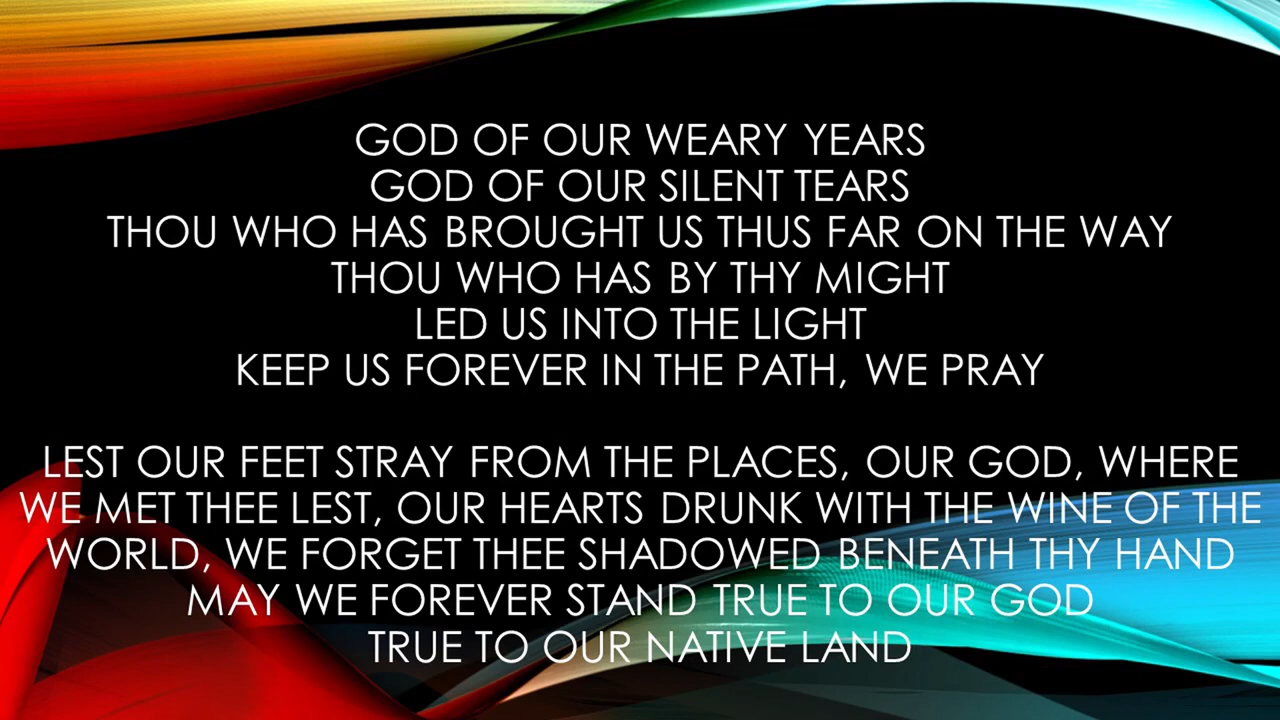 GOD OF OUR WEARY YEARS
GOD OF OUR SILENT TEARS
THOU WHO HAS BROUGHT US THUS FAR ON THE WAY
THOU WHO HAS BY THY MIGHT
LED US INTO THE LIGHT
KEEP US FOREVER IN THE PATH, WE PRAY
LEST OUR FEET STRAY FROM THE PLACES, OUR GOD, WHERE
WE MET THEE LEST, OUR HEARTS DRUNK WITH THE WINE OF THE
WORLD, WE FORGET THEE SHADOWED BENEATH THY HAND
MAY WE FOREVER STAND TRUE TO OUR GOD
TRUE TO OUR NATIVE LAND